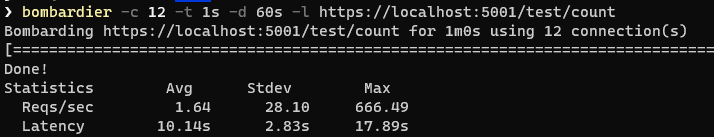 ❯ bombardier -c 12 -t 1s -d 60s -l https://localhost:5001/test/count
Bombarding https://localhost:5001/test/count for 1m0s using 12 connection(s)
[==========================================================================
Done!
Statistics        Avg      Stdev        Max
  Reqs/sec         1.64      28.10     666.49
  Latency        10.14s      2.83s     17.89s